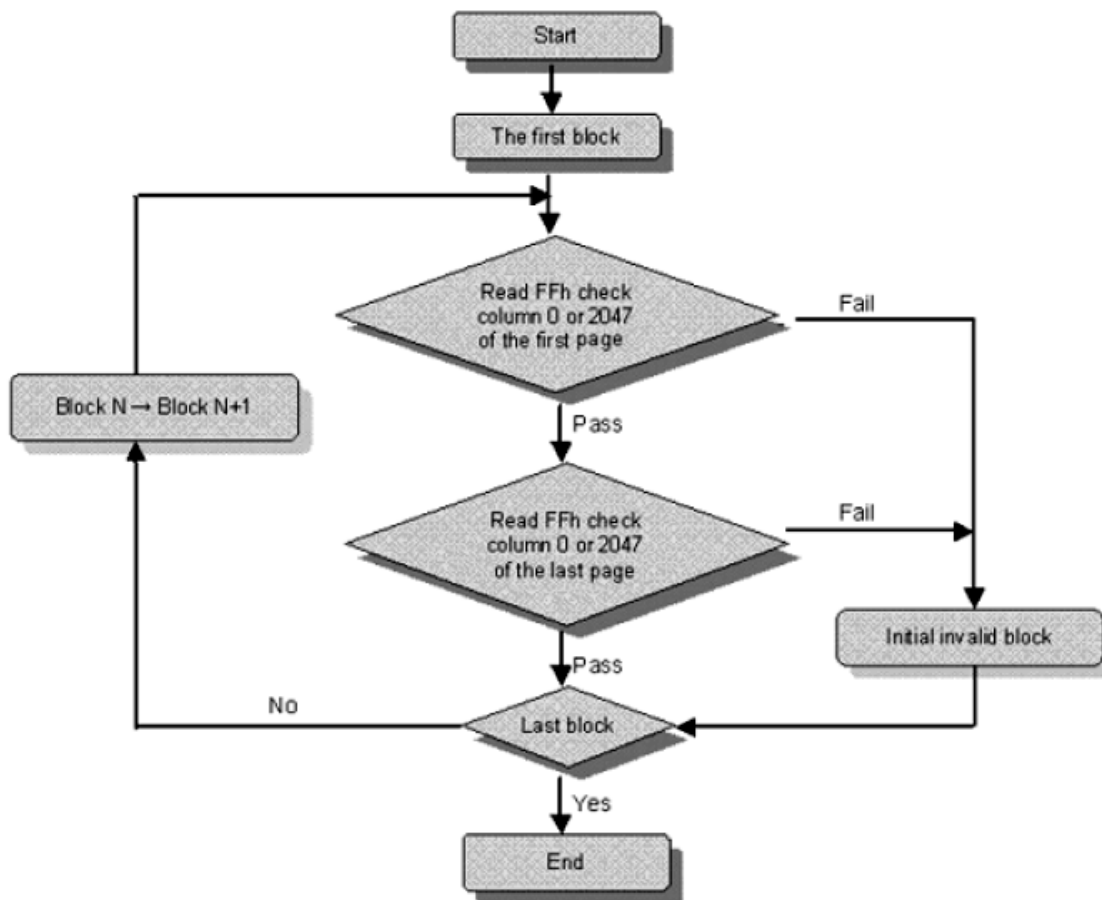 Start
The first block
Read FFh check
column 0 or 2047
of the first page
Fail
Block N → Block N+1
Pass
Read FFh check
column 0 or 2047
of the last page
Fail
Initial invalid block
Pass
No
Last block
Yes
End